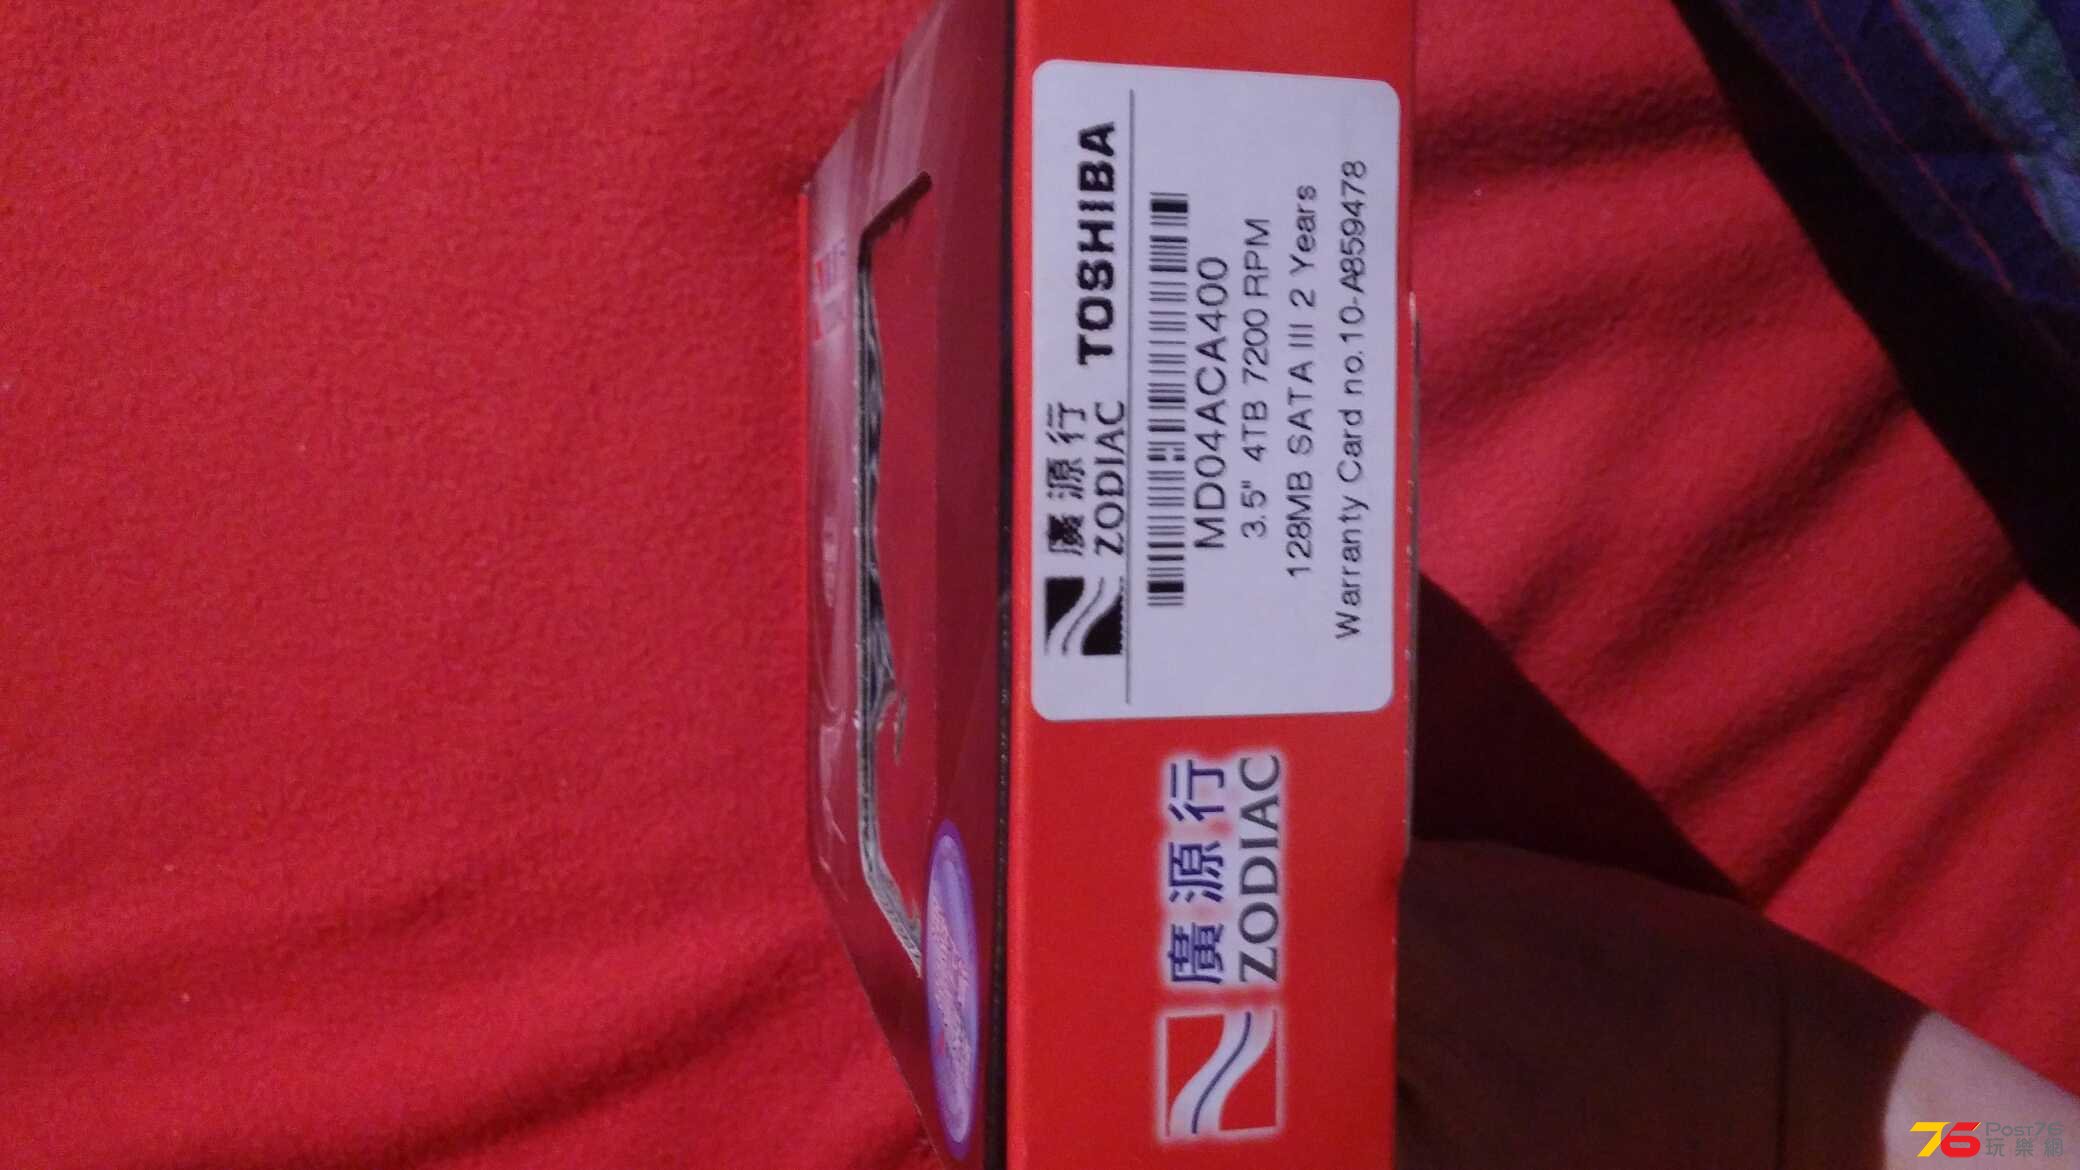 廣源行
ZODIAC
TOSHIBA
MD04ACA400
3.5" 4TB 7200 RPM
128MB SATA III 2 Years
Warranty Card no.10-A859478
廣源行
ZODIAC
76 Post76
玩樂網